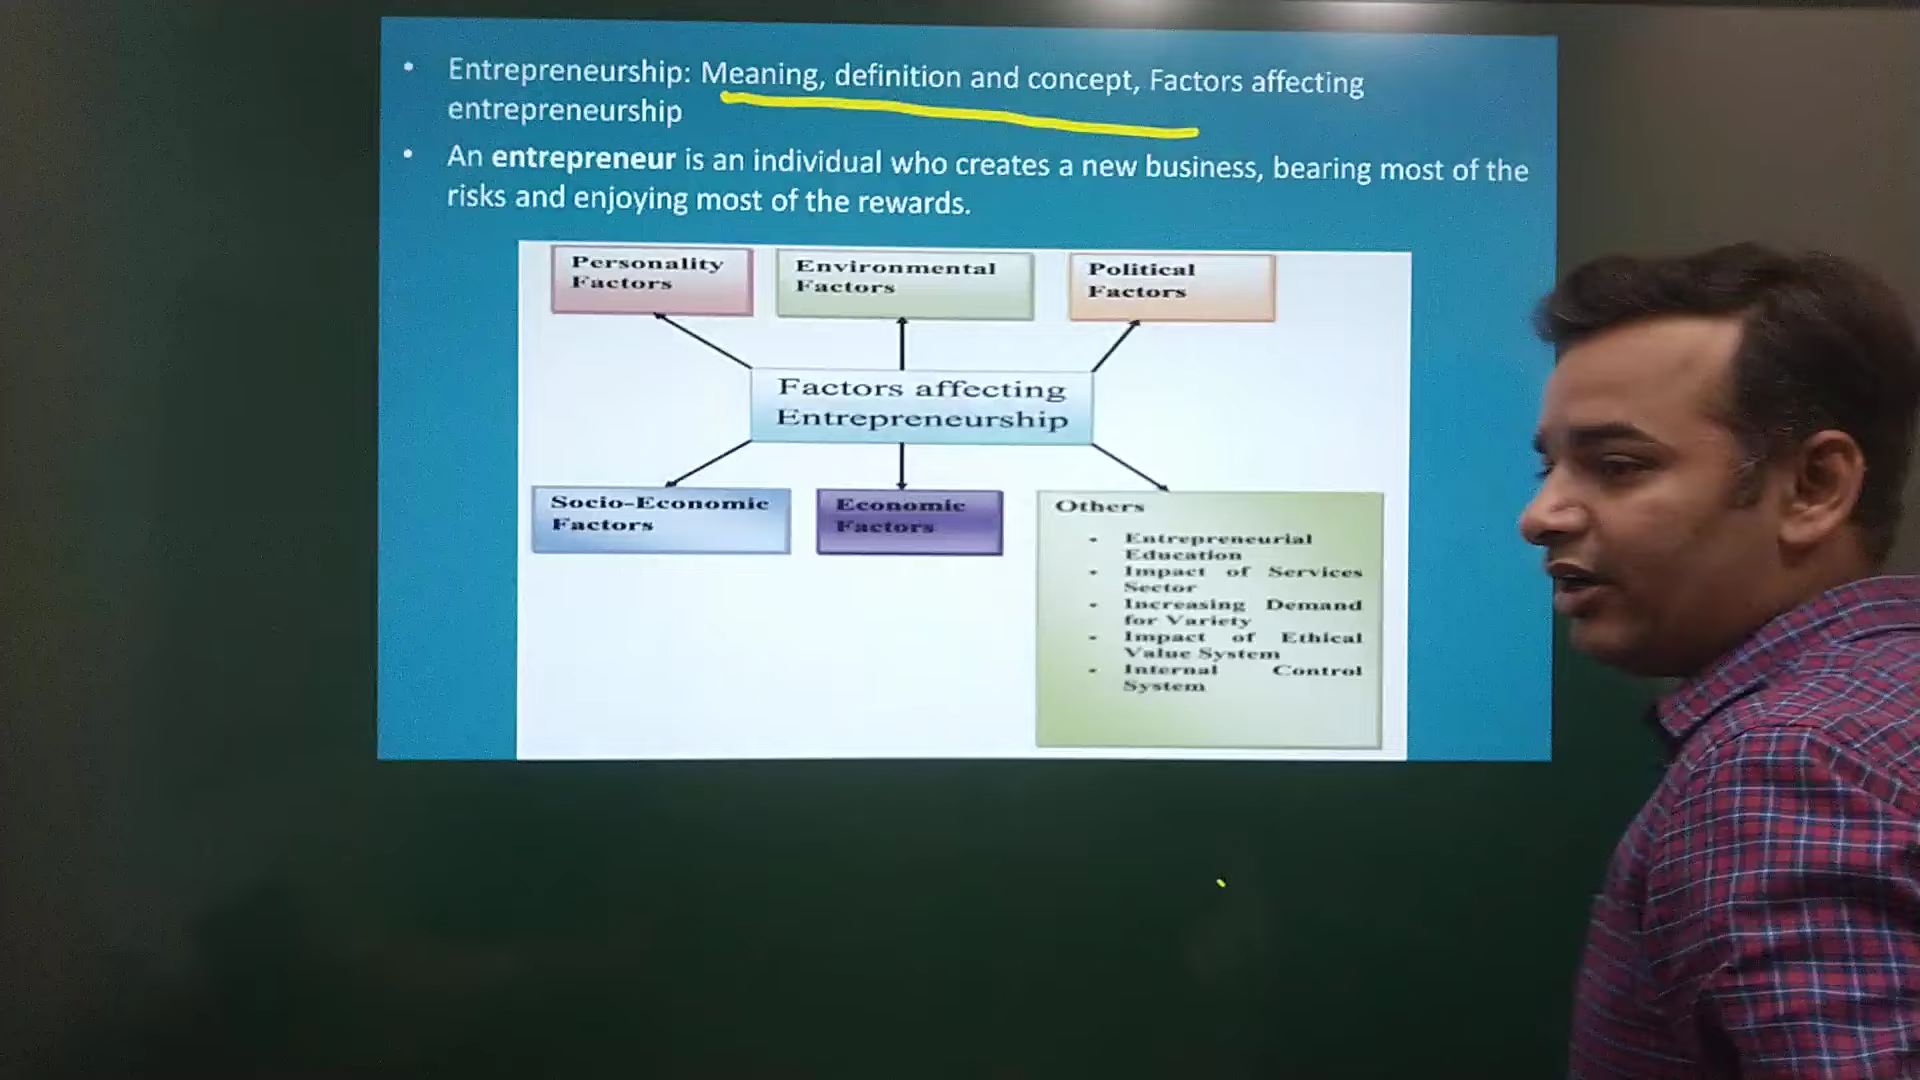 • Entrepreneurship: Meaning, definition and concept, Factors affecting
entrepreneurship
• An entrepreneur is an individual who creates a new business, bearing most of the
risks and enjoying most of the rewards.
Personality
Factors
Environmental
Factors
Political
Factors
Factors affecting
Entrepreneurship
Socio-Economic
Factors
Economic
Factors
Others
- Entrepreneurial
Education
- Impact of Services
Sector
- Increasing Demand
for Variety
- Impact of Ethical
Value System
- Internal Control
System